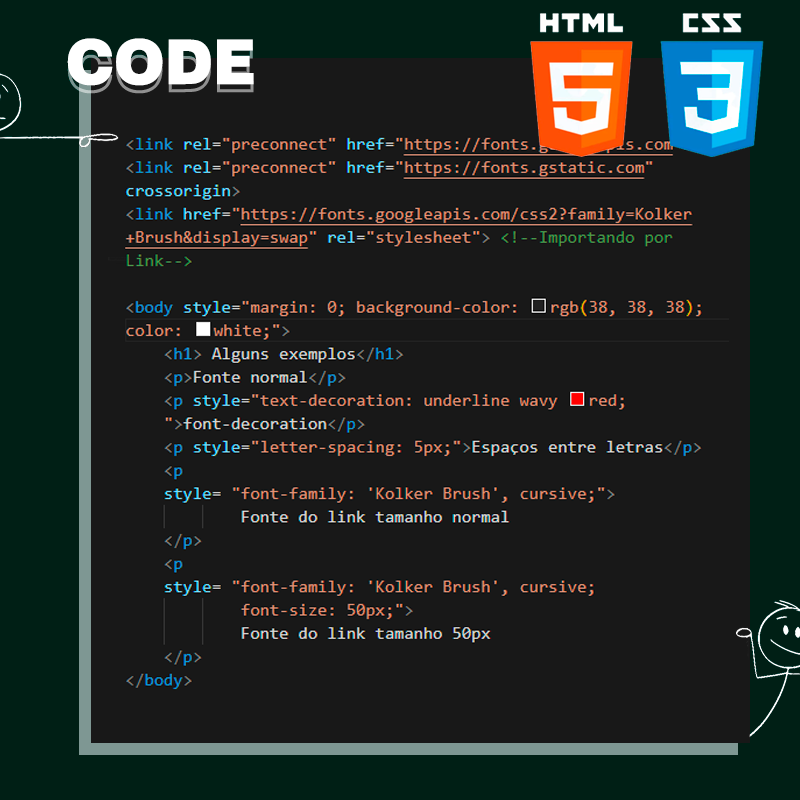 HTML CSS
5 3
CODE
<link rel="preconnect" href="https://fonts.googleapis.com
<link rel="preconnect" href="https://fonts.gstatic.com"
crossorigin>
<link href="https://fonts.googleapis.com/css2?family=Kolker
+Brush&display=swap" rel="stylesheet"> <!--Importando por
Link-->
<body style="margin: 0; background-color: rgb(38, 38, 38);
color: white;">
<h1> Alguns exemplos</h1>
<p>Fonte normal</p>
<p style="text-decoration: underline wavy red;
">font-decoration</p>
<p style="letter-spacing: 5px;">Espaços entre letras</p>
<p
style= "font-family: 'Kolker Brush', cursive;">
Fonte do link tamanho normal
</p>
<p
style= "font-family: 'Kolker Brush', cursive;
font-size: 50px;">
Fonte do link tamanho 50px
</p>
</body>